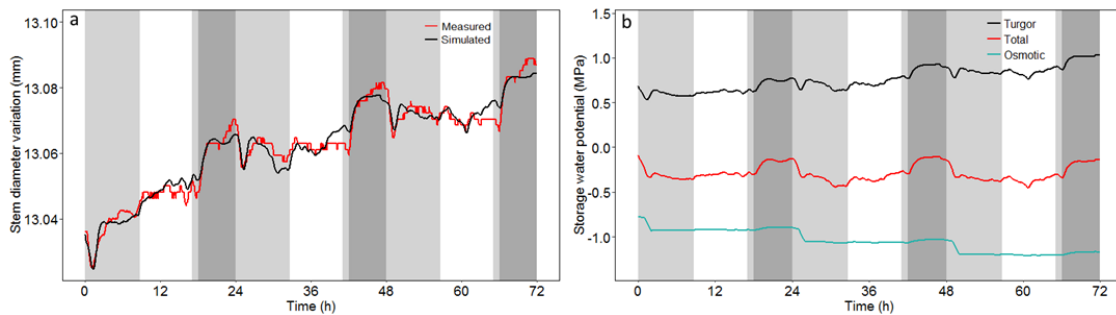 a
Stem diameter variation (mm)
13.10
13.08
13.06
13.04
0 12 24 36 48 60 72
Time (h)
Measured
Simulated
b
Storage water potential (MPa)
1.5
1.0
0.5
0.0
-0.5
-1.0
0 12 24 36 48 60 72
Time (h)
Turgor
Total
Osmotic